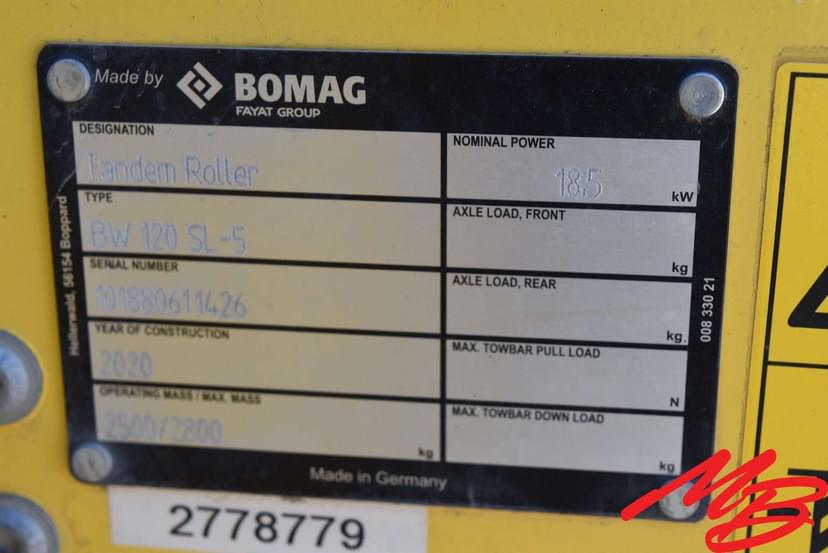 Made by BOMAG
FAYAT GROUP
DESIGNATION
Tandem Roller
TYPE
BW 120 SL-5
SERIAL NUMBER
101880611426
YEAR OF CONSTRUCTION
2020
OPERATING MASS / MAX. MASS
2500/2800
kg
NOMINAL POWER
18.5
kW
AXLE LOAD, FRONT
kg
AXLE LOAD, REAR
kg.
MAX. TOWBAR PULL LOAD
N
MAX. TOWBAR DOWN LOAD
kg
Hellerwald, 56154 Boppard
008 330 21
Made in Germany
2778779
MB